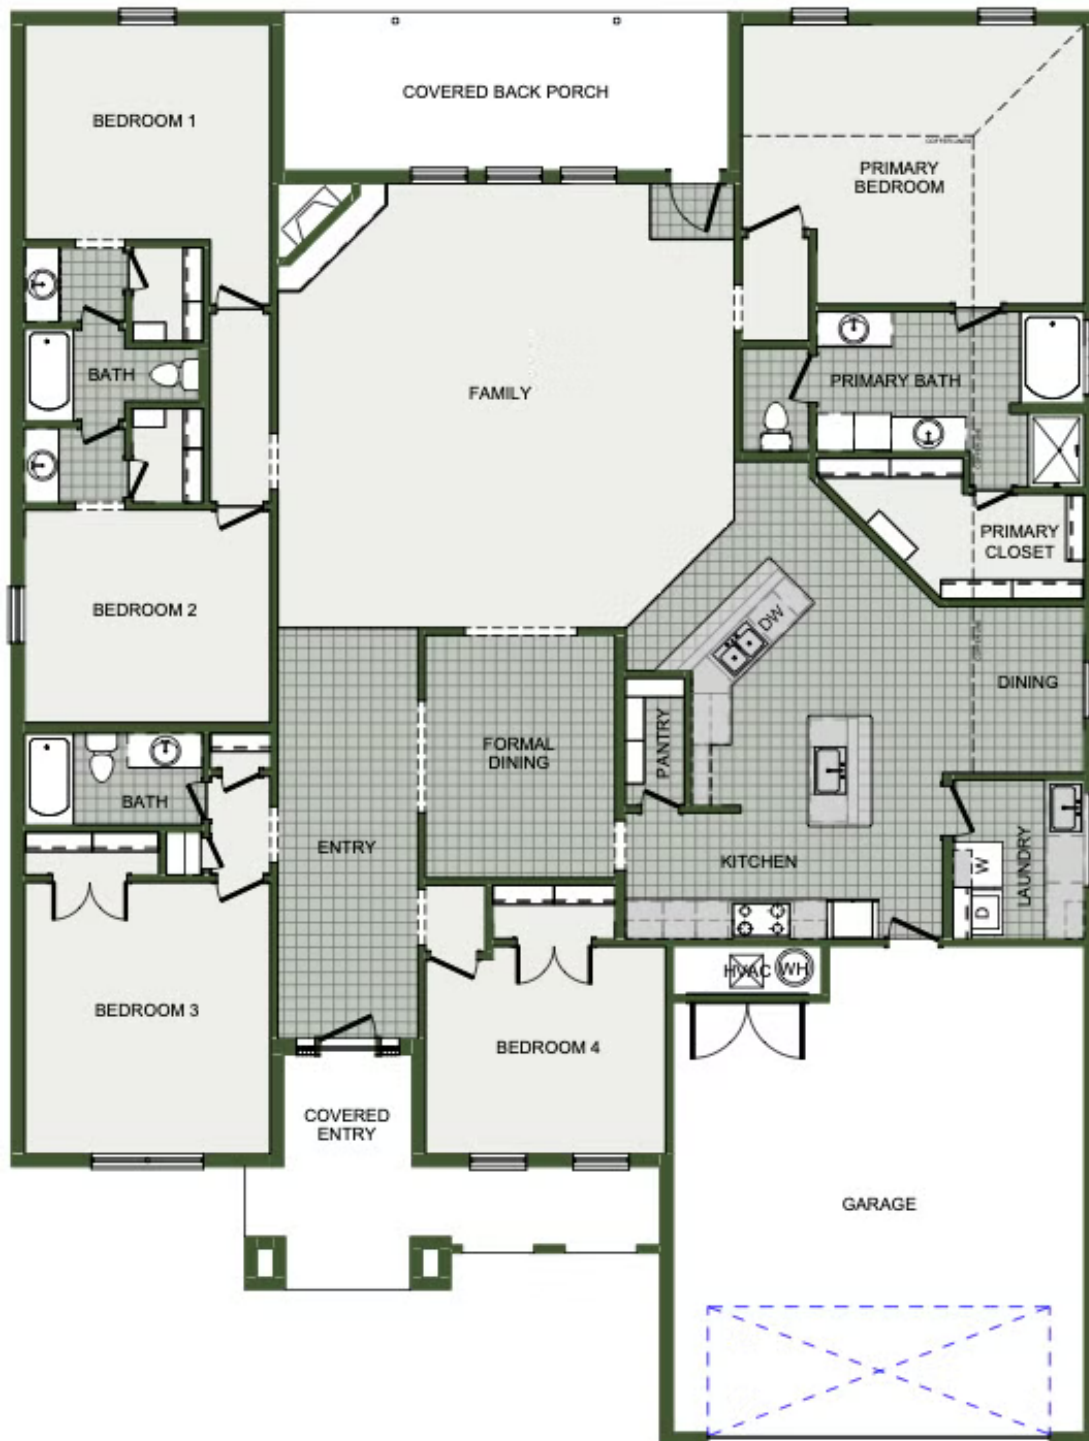 COVERED BACK PORCH
BEDROOM 1
PRIMARY
BEDROOM
BATH
PRIMARY BATH
FAMILY
PRIMARY
CLOSET
BEDROOM 2
DW
DINING
FORMAL
DINING
PANTRY
BATH
ENTRY
KITCHEN
W
D
LAUNDRY
HVAC
WH
BEDROOM 3
BEDROOM 4
COVERED
ENTRY
GARAGE